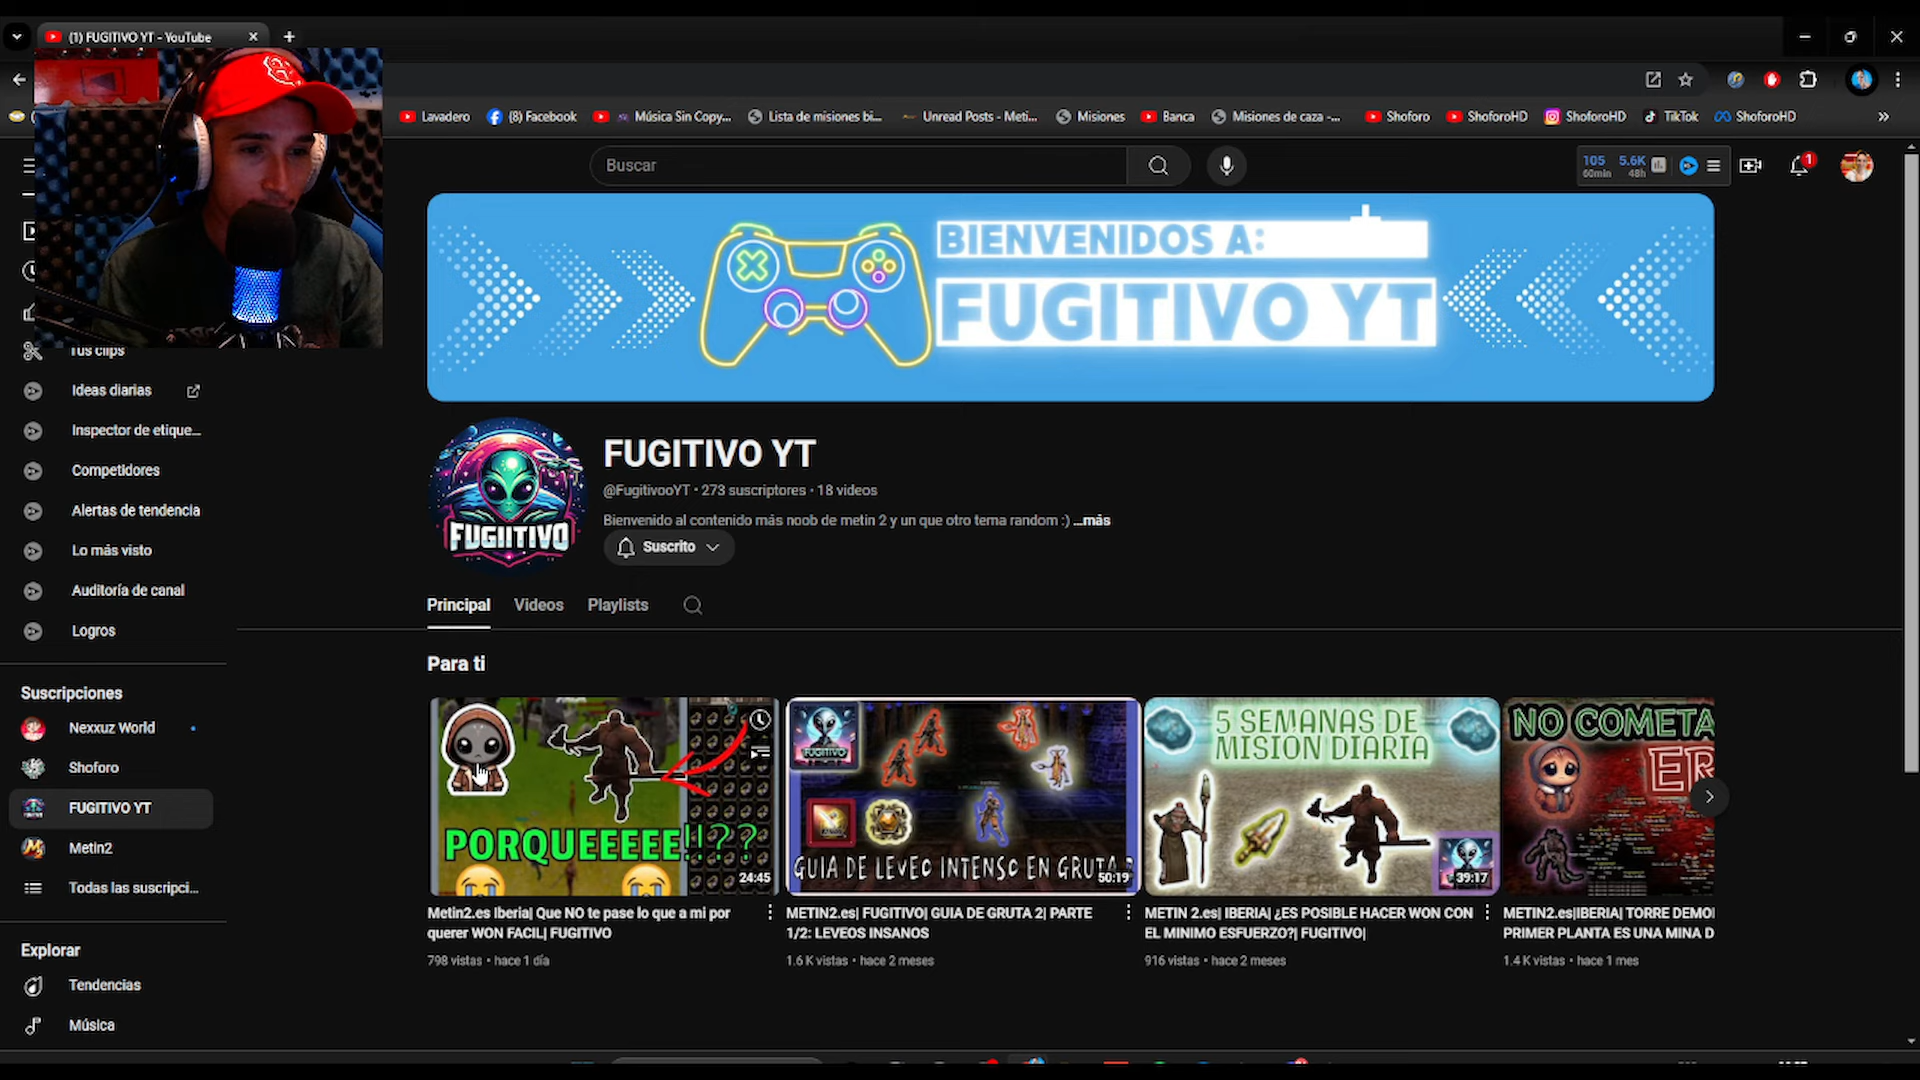 (1) FUGITIVO YT - YouTube
Lavadero
(8) Facebook
Música Sin Copy...
Lista de misiones bi...
Unread Posts - Meti...
Misiones
Banca
Misiones de caza -...
Shoforo
ShoforoHD
ShoforoHD
TikTok
ShoforoHD
Buscar
105
60min
5.6K
48h
1
BIENVENIDOS A:
FUGITIVO YT
Tus clips
Ideas diarias
Inspector de etique...
Competidores
Alertas de tendencia
Lo más visto
Auditoría de canal
Logros
Suscripciones
Nexxuz World
Shoforo
FUGITIVO YT
Metin2
Todas las suscripci...
Explorar
Tendencias
Música
FUGIITIVO
FUGITIVO YT
@FugitivooYT • 273 suscriptores • 18 videos
Bienvenido al contenido más noob de metin 2 y un que otro tema random :) ...más
Suscrito
Principal
Videos
Playlists
Para ti
PORQUEEEEE!!??
24:45
Metin2.es Iberia| Que NO te pase lo que a mi por
querer WON FACIL| FUGITIVO
798 vistas • hace 1 día
FUGITIVO
GUIA DE LEVEO INTENSO EN GRUTA 2
50:19
METIN2.es| FUGITIVO| GUIA DE GRUTA 2| PARTE
1/2: LEVEOS INSANOS
1.6 K vistas • hace 2 meses
5 SEMANAS DE
MISION DIARIA
39:17
METIN 2.es| IBERIA| ¿ES POSIBLE HACER WON CON
EL MINIMO ESFUERZO?| FUGITIVO|
916 vistas • hace 2 meses
NO COMETA
ER
METIN2.es|IBERIA| TORRE DEMO
PRIMER PLANTA ES UNA MINA D
1.4 K vistas • hace 1 mes